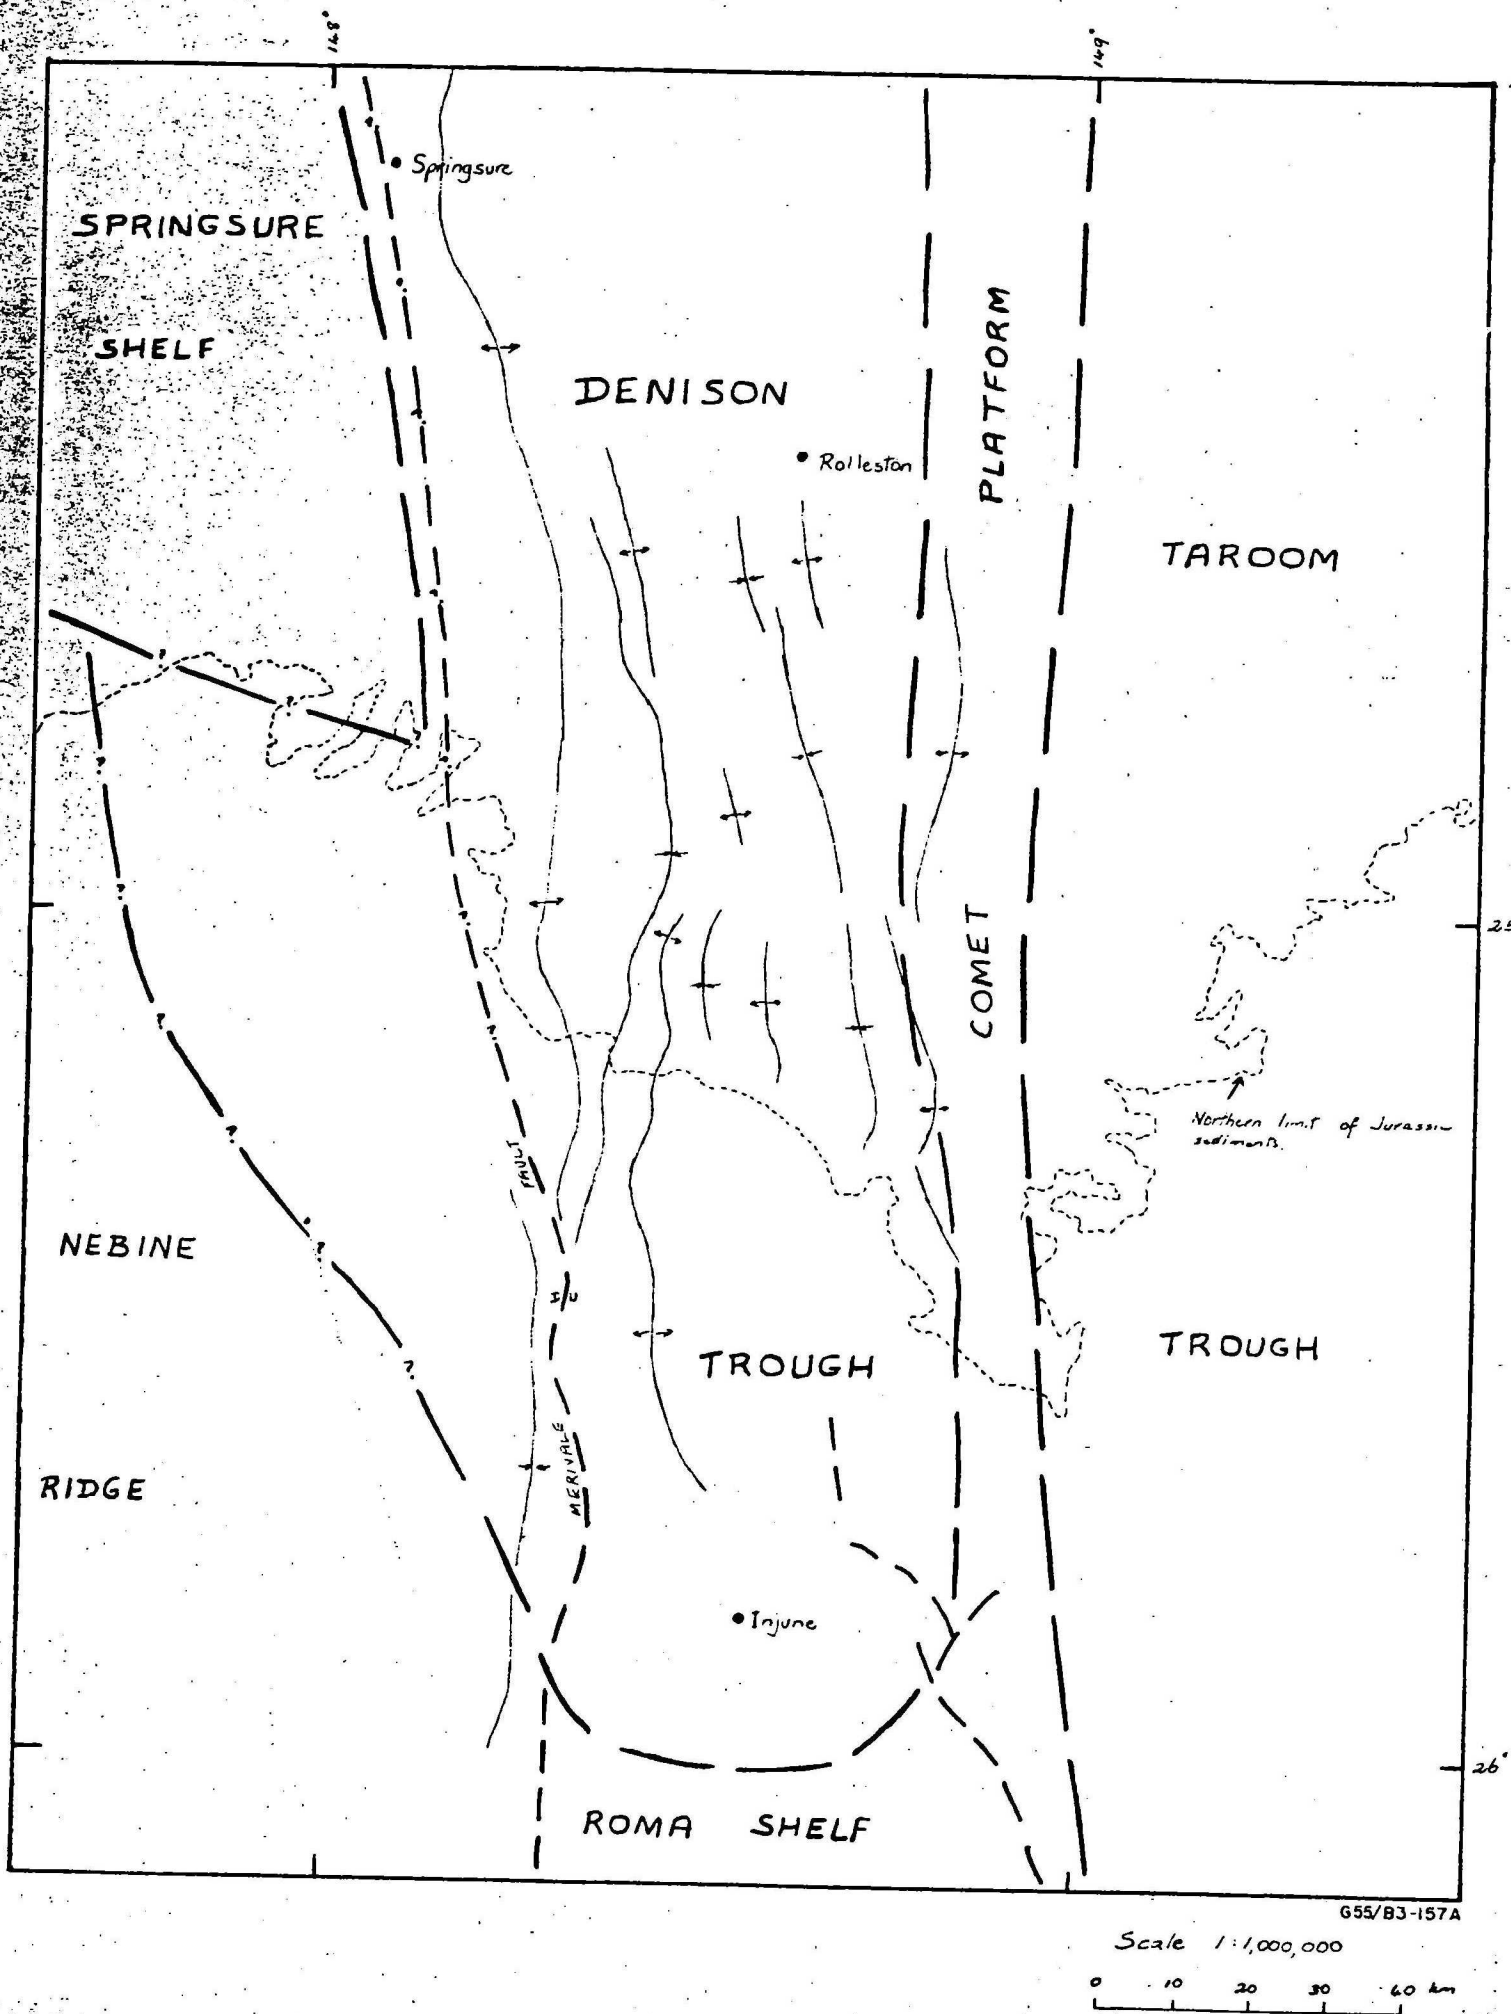 148°
149°
Springsure
SPRINGSURE
SHELF
DENISON
PLATFORM
Rolleston
TAROOM
COMET
25
Northern limit of Jurassic
sediments.
FAULT
NEBINE
TROUGH
TROUGH
MERIVALE
RIDGE
Injune
26°
ROMA SHELF
G55/B3-157A
Scale 1:1,000,000
0 10 20 30 40 km